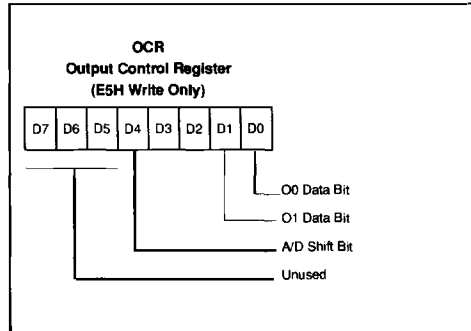 OCR
Output Control Register
(E5H Write Only)
D7 D6 D5 D4 D3 D2 D1 D0
O0 Data Bit
O1 Data Bit
A/D Shift Bit
Unused